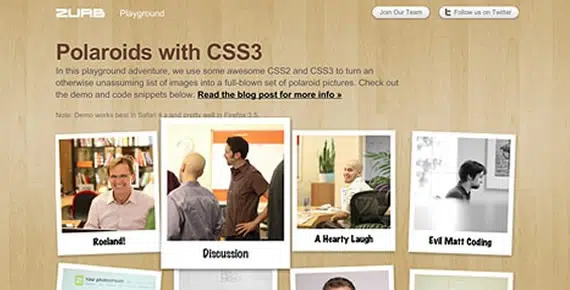 ZURB Playground Join Our Team Follow us on Twitter
Polaroids with CSS3
In this playground adventure, we use some awesome CSS2 and CSS3 to turn an
otherwise unassuming list of images into a full-blown set of polaroid pictures. Check out
the demo and code snippets below. Read the blog post for more info »
Note: Demo works best in Safari 4.x and pretty well in Firefox 3.5.
Roeland!
Discussion
A Hearty Laugh
Evil Matt Coding